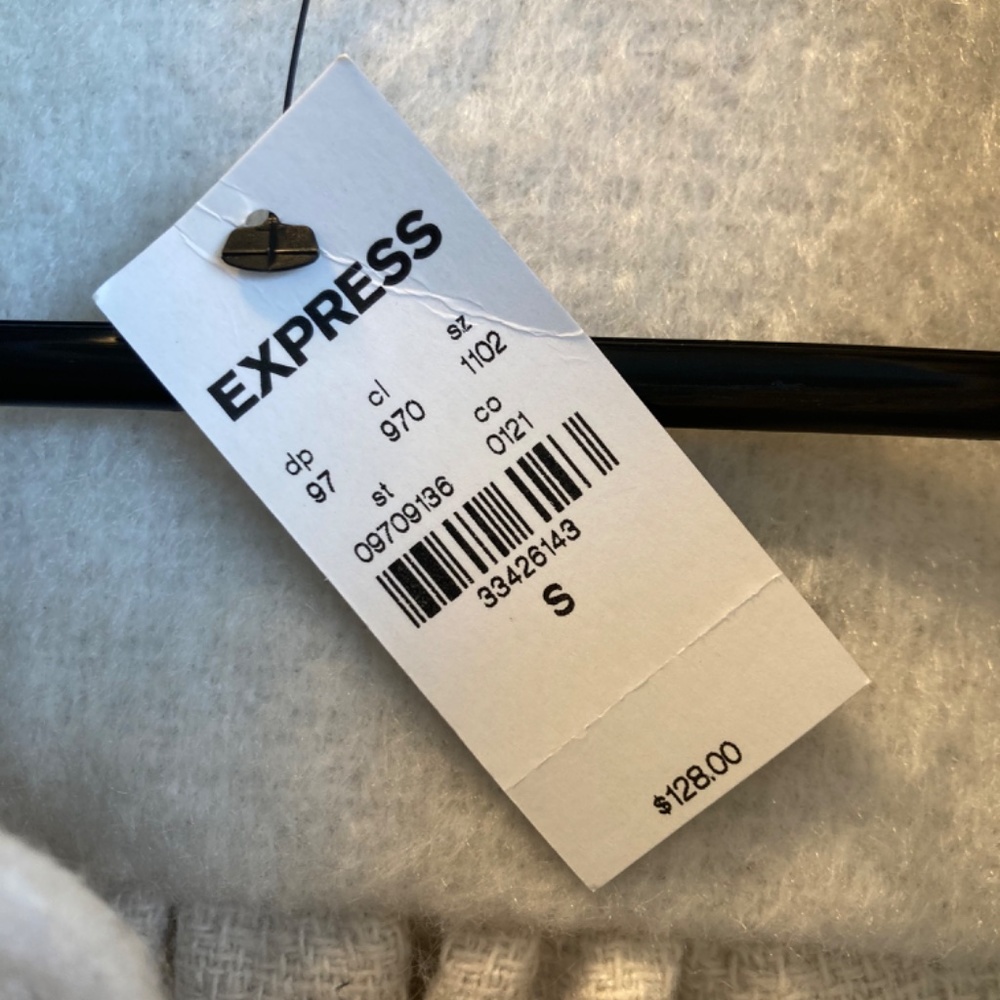 EXPRESS
dp cl sz
97 970 1102
st co
09709136 0121
33426143
S
$128.00